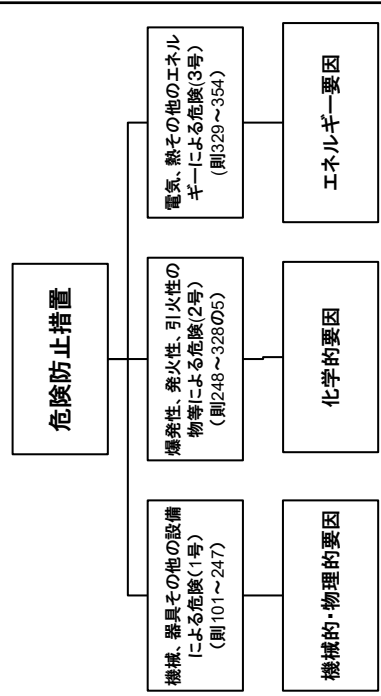 危険防止措置
機械、器具その他の設備
による危険(1号)
(則101～247)
爆発性、発火性、引火性の
物等による危険(2号)
(則248～328の5)
電気、熱その他のエネル
ギーによる危険(3号)
(則329～354)
機械的・物理的要因
化学的要因
エネルギー要因